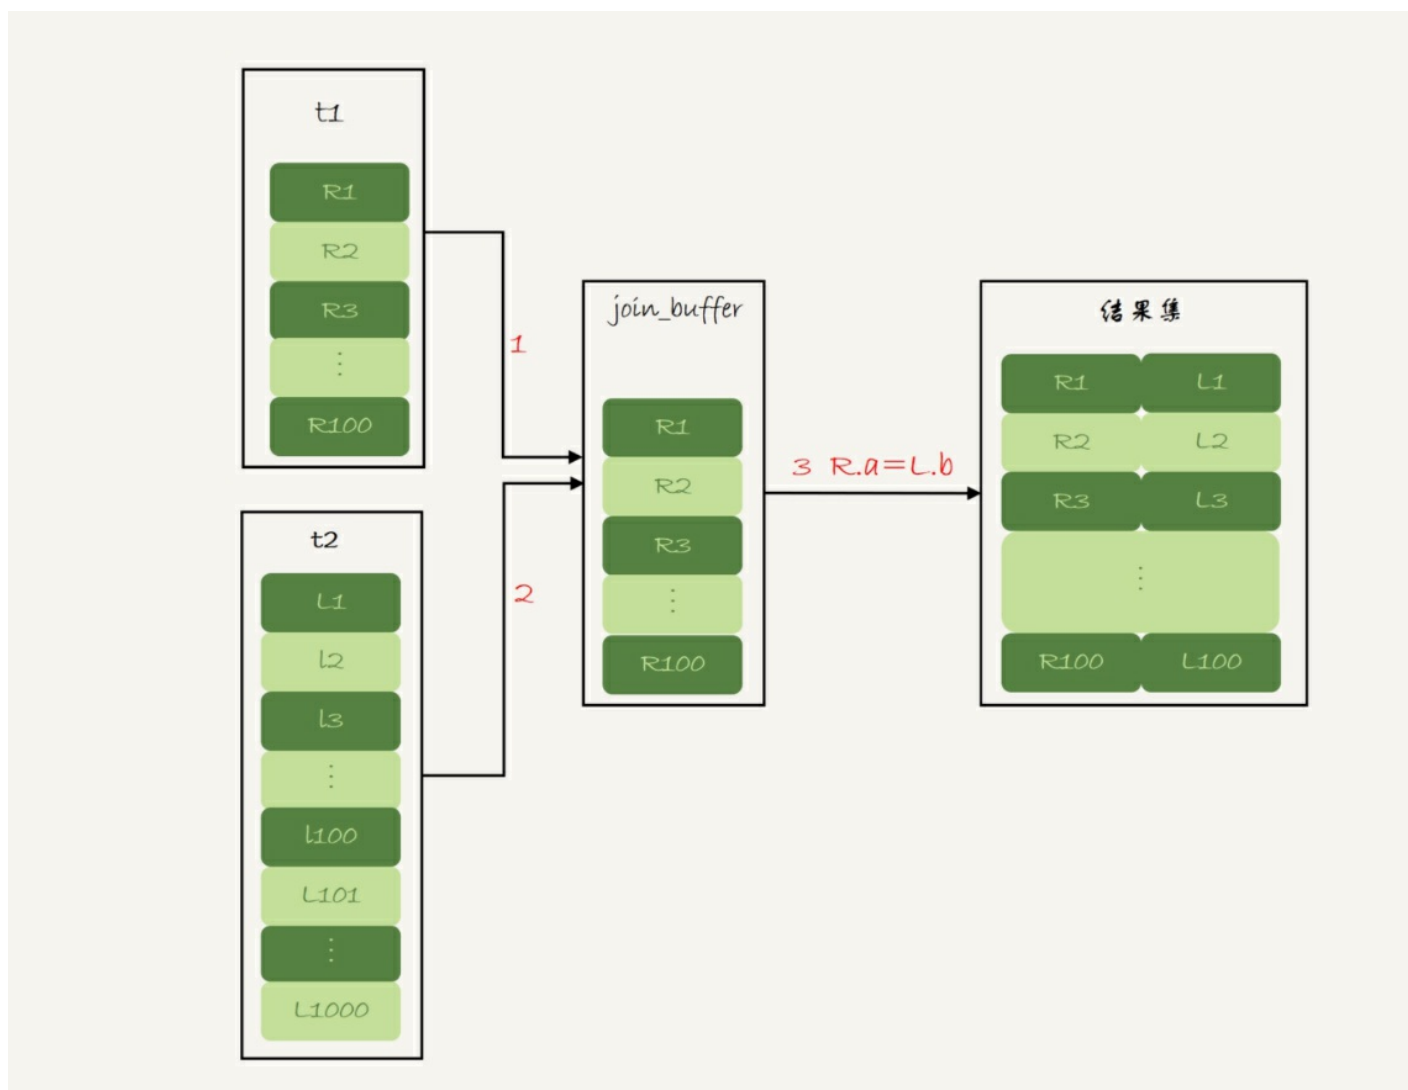 t1
R1
R2
R3
⋮
R100
t2
L1
l2
l3
⋮
l100
L101
⋮
L1000
1
2
join_buffer
R1
R2
R3
⋮
R100
3 R.a=L.b
结果集
R1 L1
R2 L2
R3 L3
⋮
R100 L100